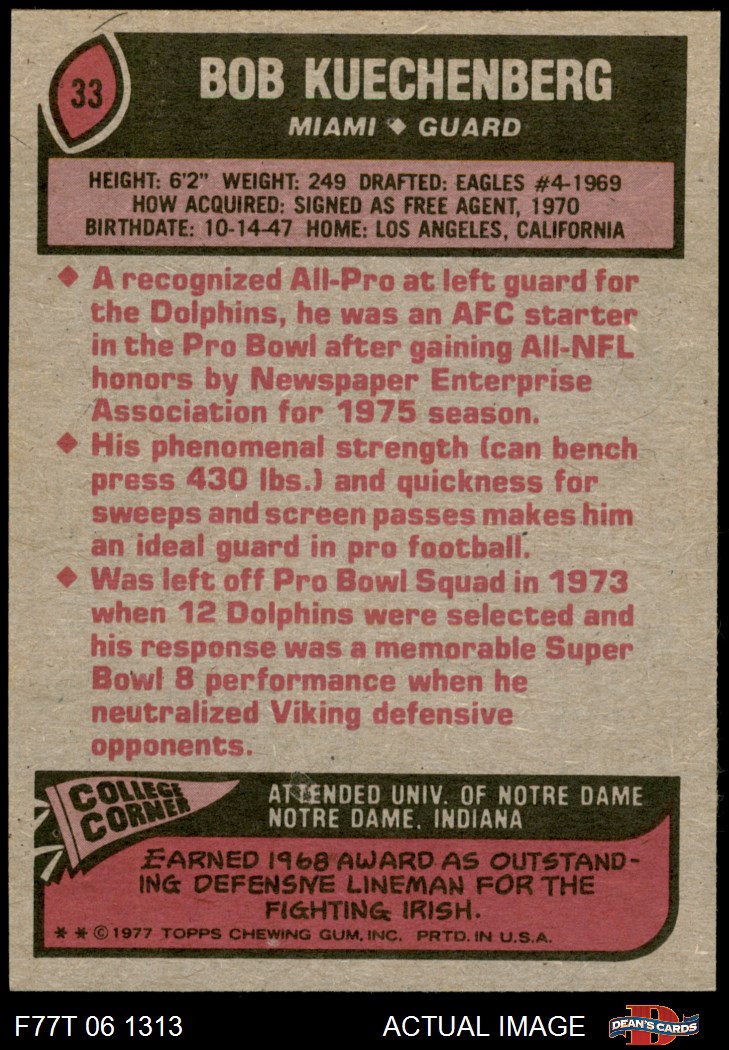 33
BOB KUECHENBERG
MIAMI ◆ GUARD
HEIGHT: 6'2" WEIGHT: 249 DRAFTED: EAGLES #4-1969
HOW ACQUIRED: SIGNED AS FREE AGENT, 1970
BIRTHDATE: 10-14-47 HOME: LOS ANGELES, CALIFORNIA
◆ A recognized All-Pro at left guard for
the Dolphins, he was an AFC starter
in the Pro Bowl after gaining All-NFL
honors by Newspaper Enterprise
Association for 1975 season.
◆ His phenomenal strength (can bench
press 430 lbs.) and quickness for
sweeps and screen passes makes him
an ideal guard in pro football.
◆ Was left off Pro Bowl Squad in 1973
when 12 Dolphins were selected and
his response was a memorable Super
Bowl 8 performance when he
neutralized Viking defensive
opponents.
COLLEGE
CORNER
ATTENDED UNIV. OF NOTRE DAME
NOTRE DAME, INDIANA
EARNED 1968 AWARD AS OUTSTAND-
ING DEFENSIVE LINEMAN FOR THE
FIGHTING IRISH.
* * © 1977 TOPPS CHEWING GUM, INC. PRTD. IN U.S.A.
F77T 06 1313
ACTUAL IMAGE
D
DEAN'S CARDS